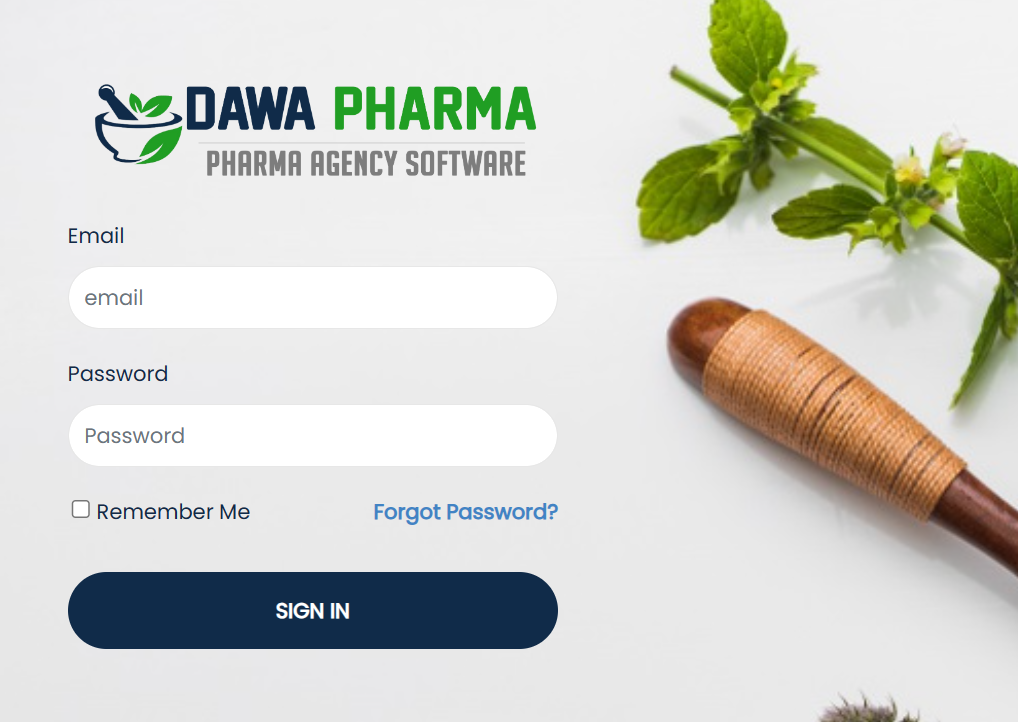 DAWA PHARMA
PHARMA AGENCY SOFTWARE
Email
email
Password
Password
Remember Me Forgot Password?
SIGN IN